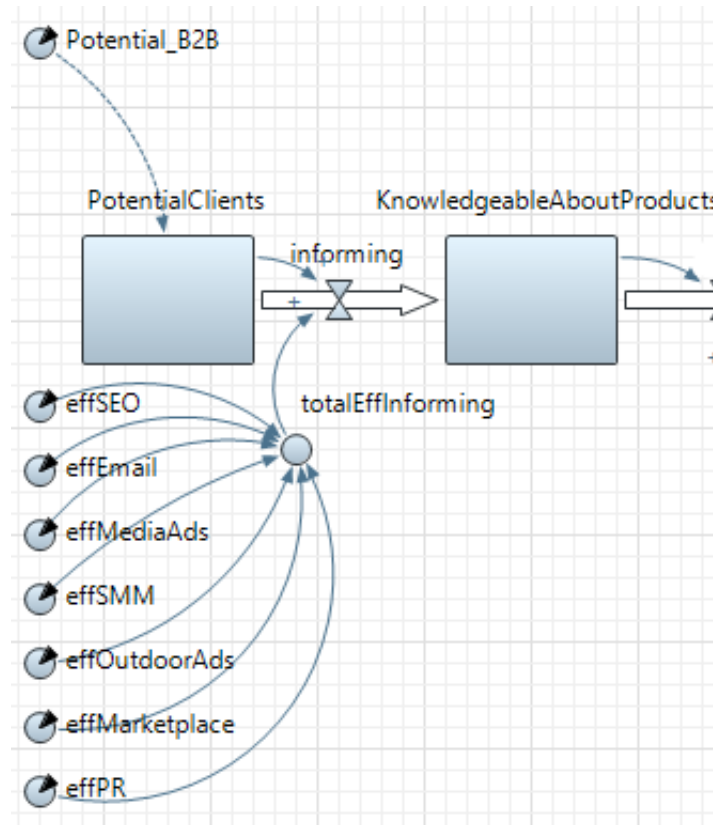 Potential_B2B
PotentialClients
KnowledgeableAboutProducts
informing
effSEO
totalEffInforming
effEmail
effMediaAds
effSMM
effOutdoorAds
effMarketplace
effPR